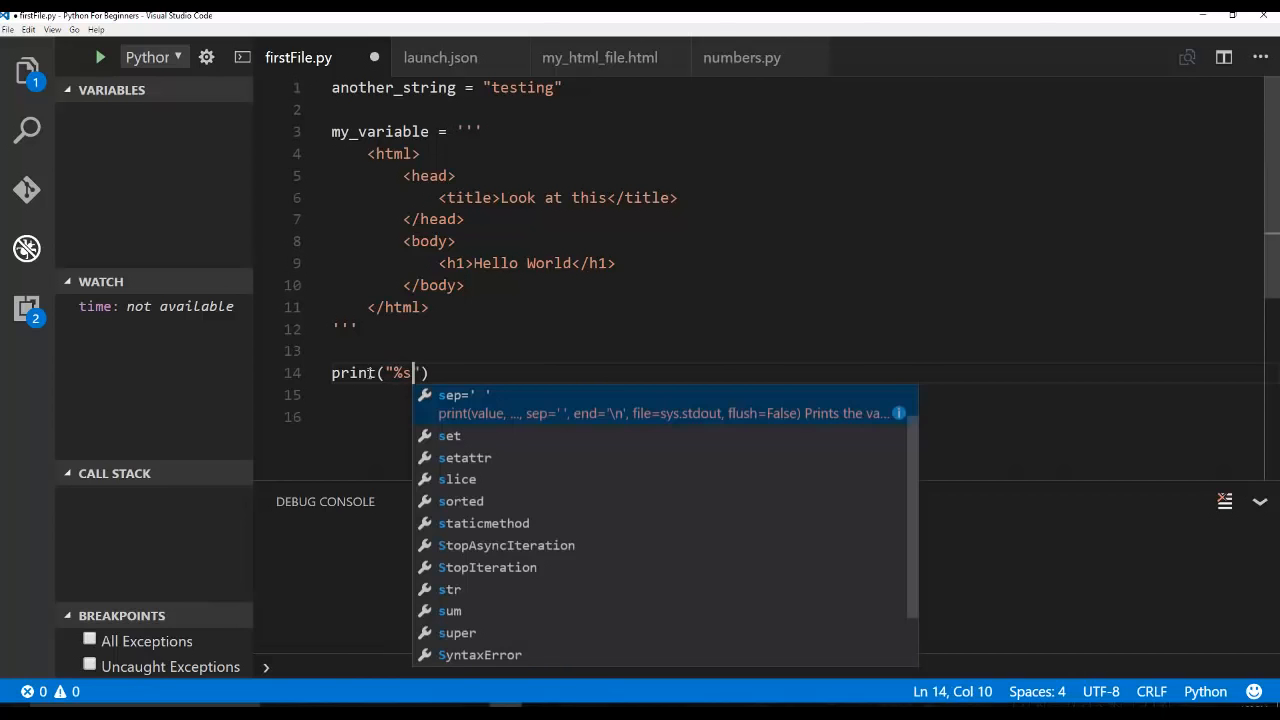 ● firstFile.py - Python For Beginners - Visual Studio Code
File Edit View Go Help
Python firstFile.py launch.json my_html_file.html numbers.py
1
VARIABLES
WATCH
time: not available
CALL STACK
BREAKPOINTS
All Exceptions
Uncaught Exceptions
2
1 another_string = "testing"
2
3 my_variable = '''
4 <html>
5 <head>
6 <title>Look at this</title>
7 </head>
8 <body>
9 <h1>Hello World</h1>
10 </body>
11 </html>
12 '''
13
14 print("%s")
15
16
sep=' '
print(value, ..., sep=' ', end='\n', file=sys.stdout, flush=False) Prints the va...
set
setattr
slice
sorted
staticmethod
StopAsyncIteration
StopIteration
str
sum
super
SyntaxError
DEBUG CONSOLE
0 0 Ln 14, Col 10 Spaces: 4 UTF-8 CRLF Python